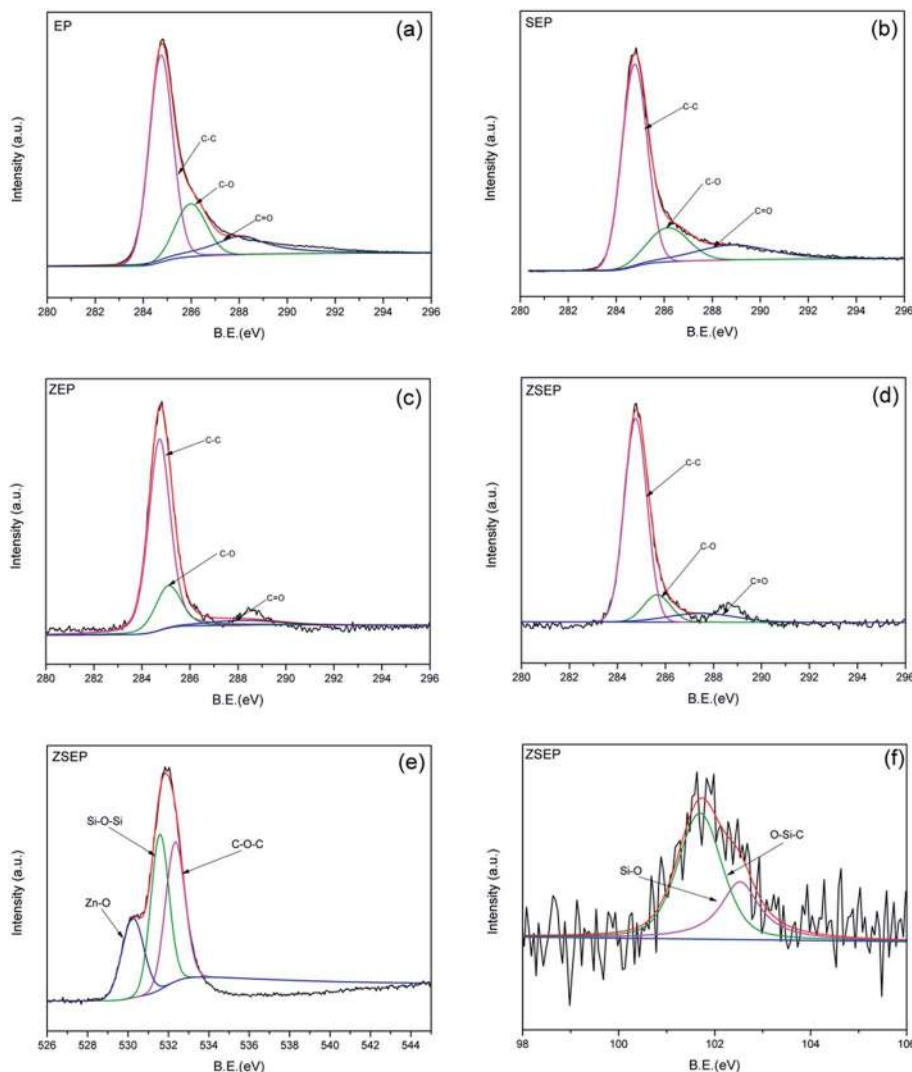 EP
(a)
C-C
C-O
C=O
Intensity (a.u.)
280 282 284 286 288 290 292 294 296
B.E.(eV)
SEP
(b)
C-C
C-O
C=O
Intensity (a.u.)
280 282 284 286 288 290 292 294 296
B.E.(eV)
ZEP
(c)
C-C
C-O
C=O
Intensity (a.u.)
280 282 284 286 288 290 292 294 296
B.E.(eV)
ZSEP
(d)
C-C
C-O
C=O
Intensity (a.u.)
280 282 284 286 288 290 292 294 296
B.E.(eV)
ZSEP
(e)
Si-O-Si
C-O-C
Zn-O
Intensity (a.u.)
526 528 530 532 534 536 538 540 542 544
B.E.(eV)
ZSEP
(f)
O-Si-C
Si-O
Intensity (a.u.)
98 100 102 104 106
B.E.(eV)